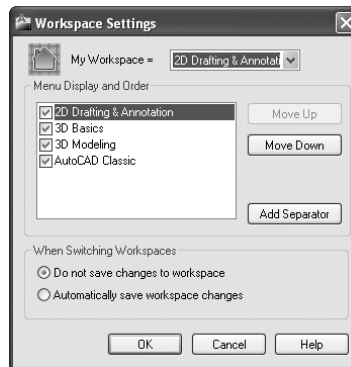 Workspace Settings
My Workspace =
2D Drafting & Annotat
Menu Display and Order
2D Drafting & Annotation
3D Basics
3D Modeling
AutoCAD Classic
Move Up
Move Down
Add Separator
When Switching Workspaces
Do not save changes to workspace
Automatically save workspace changes
OK
Cancel
Help